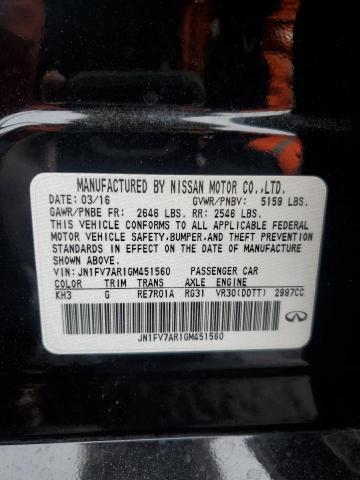 MANUFACTURED BY NISSAN MOTOR CO.,LTD.
DATE: 03/16 GVWR/PNBV: 5159 LBS.
GAWR/PNBE FR: 2646 LBS. RR: 2546 LBS.
THIS VEHICLE CONFORMS TO ALL APPLICABLE FEDERAL
MOTOR VEHICLE SAFETY,BUMPER,AND THEFT PREVENTION
STANDARDS IN EFFECT ON THE DATE OF MANUFACTURE
SHOWN ABOVE.
VIN:JN1FV7AR1GM451560 PASSENGER CAR
COLOR TRIM TRANS AXLE ENGINE
KH3 G RE7R01A RG31 VR30(DDTT) 2997CC
JN1FV7AR1GM451560